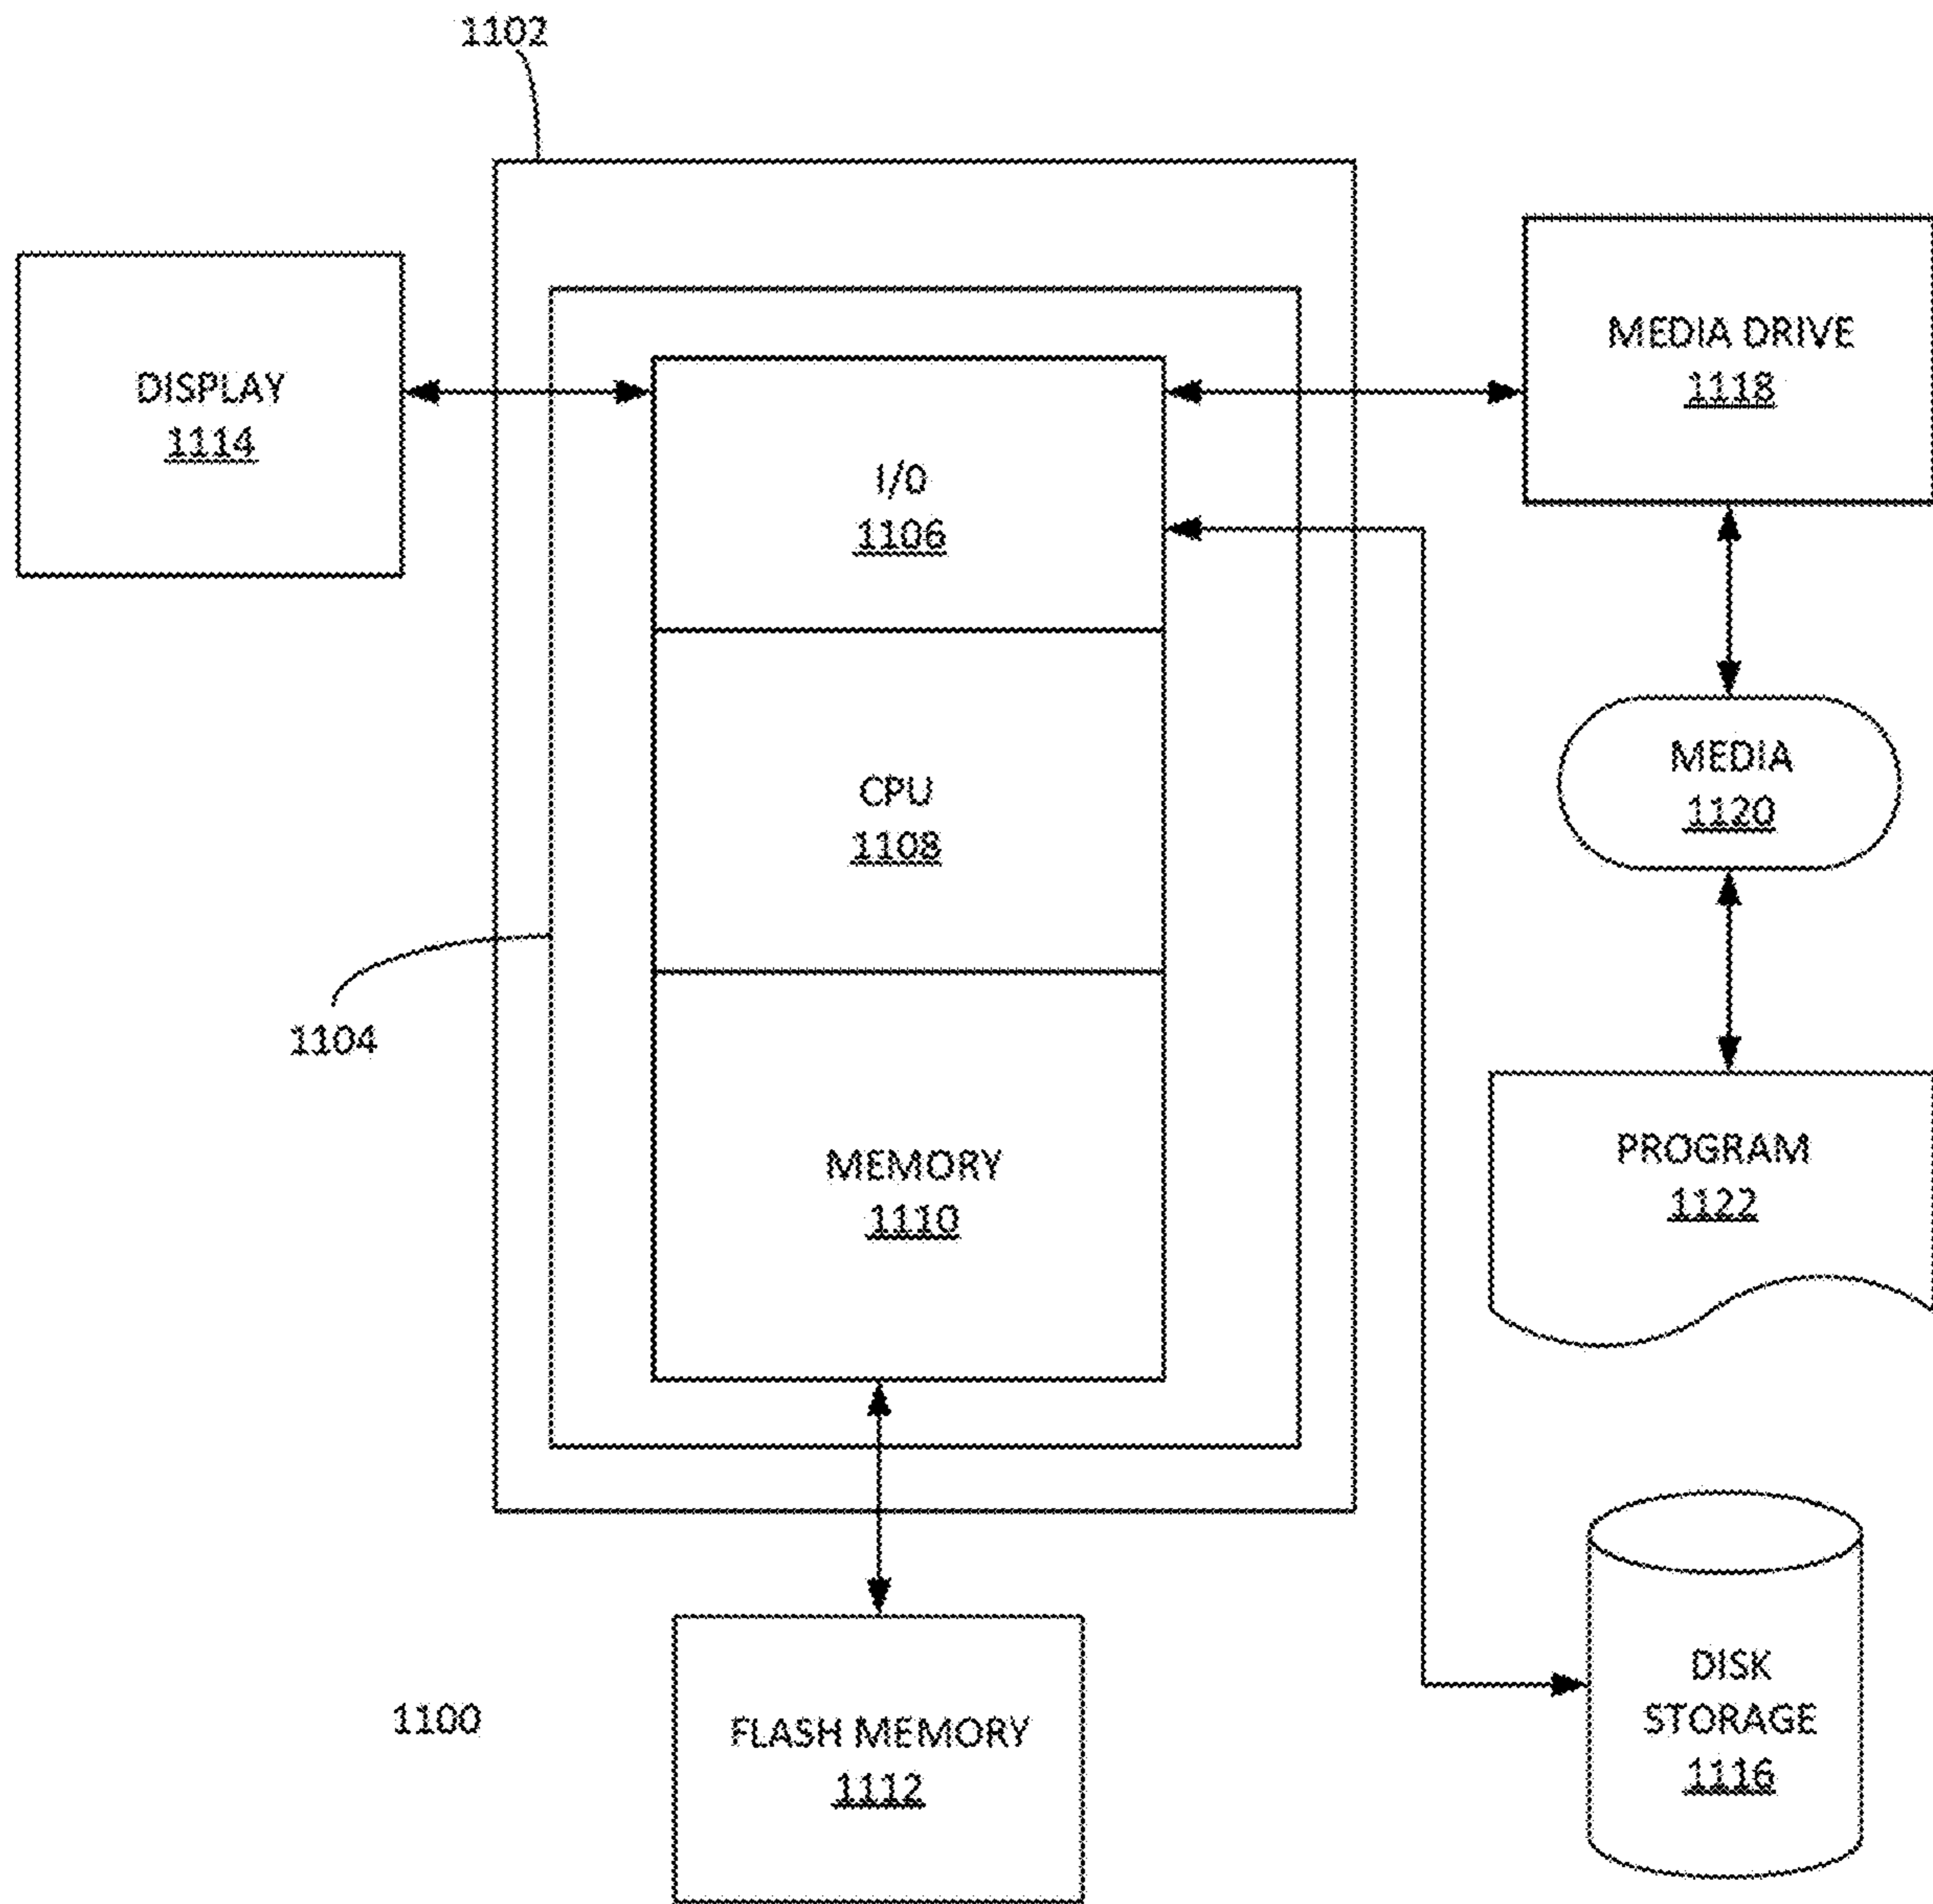 1102
DISPLAY
1114
I/O
1106
MEDIA DRIVE
1118
CPU
1108
MEDIA
1120
1104
MEMORY
1110
PROGRAM
1122
1100
FLASH MEMORY
1112
DISK
STORAGE
1116